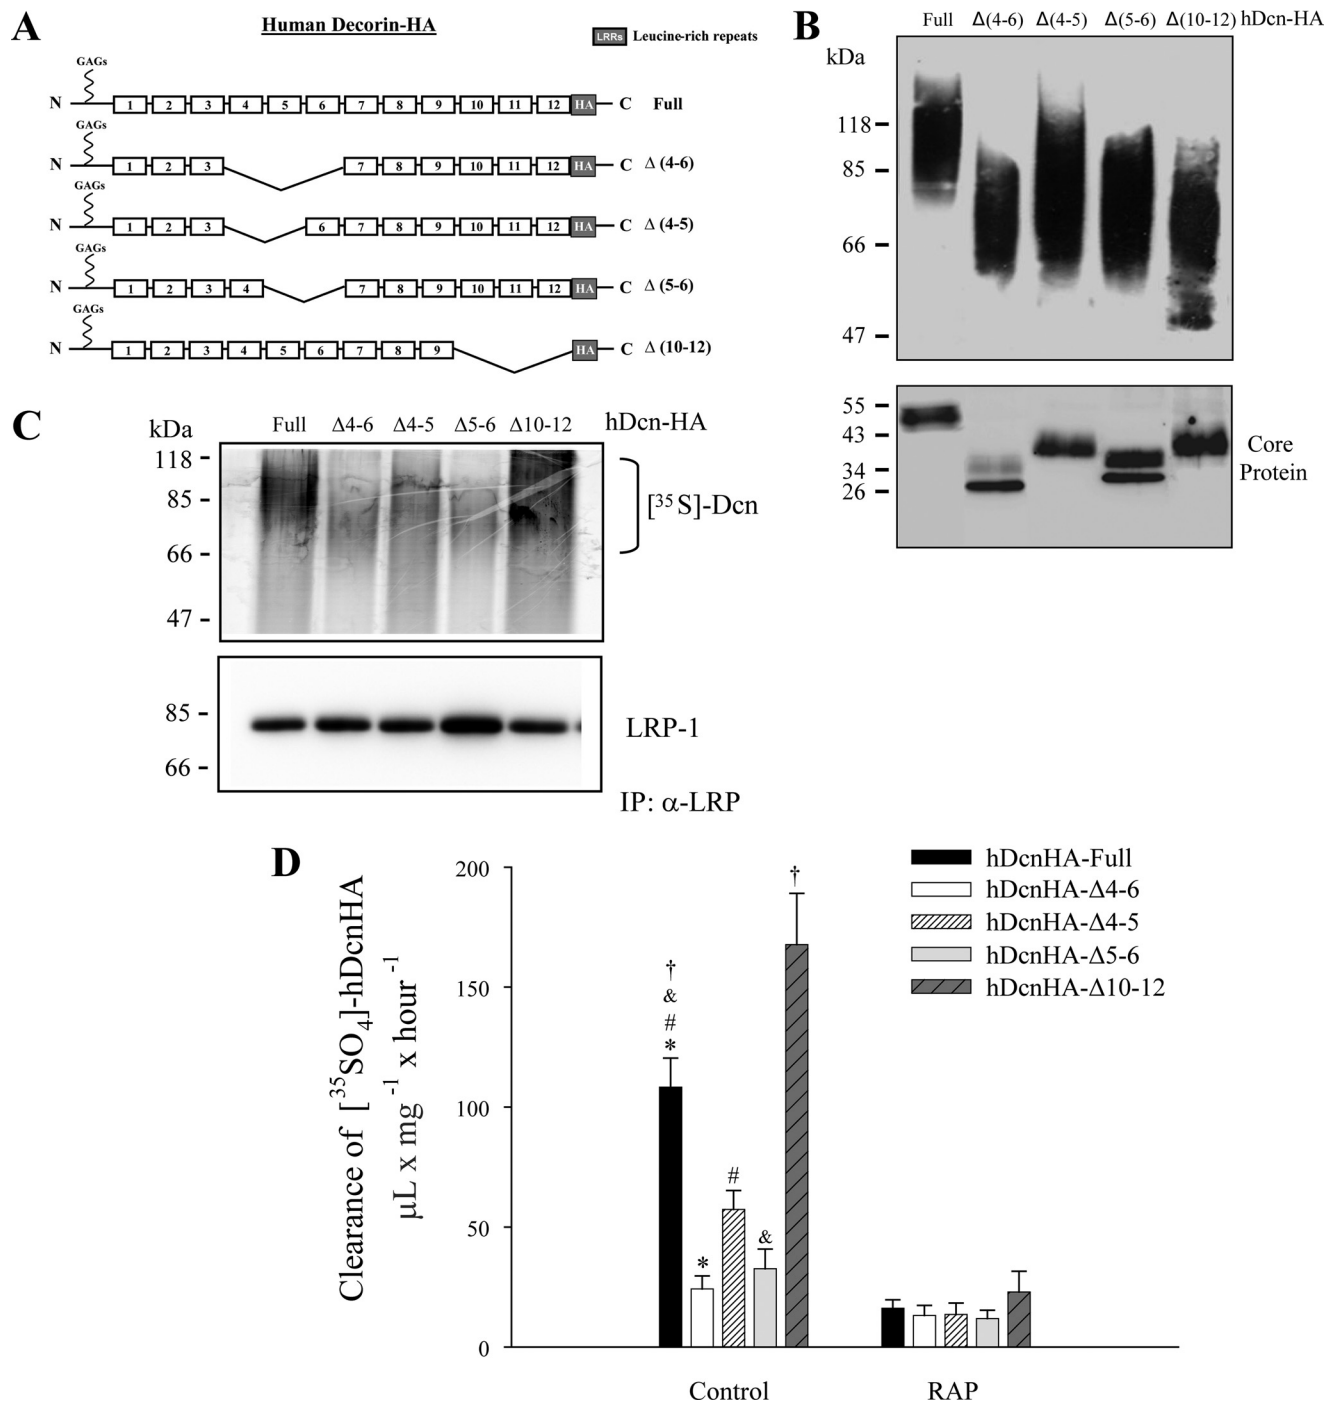 A
Human Decorin-HA
LRRs Leucine-rich repeats
GAGs
N 1 2 3 4 5 6 7 8 9 10 11 12 HA C Full
GAGs
N 1 2 3 7 8 9 10 11 12 HA C Δ (4-6)
GAGs
N 1 2 3 6 7 8 9 10 11 12 HA C Δ (4-5)
GAGs
N 1 2 3 4 7 8 9 10 11 12 HA C Δ (5-6)
GAGs
N 1 2 3 4 5 6 7 8 9 HA C Δ (10-12)
B
Full Δ(4-6) Δ(4-5) Δ(5-6) Δ(10-12) hDcn-HA
kDa
118
85
66
47
55
43
34
26
Core
Protein
C
Full Δ4-6 Δ4-5 Δ5-6 Δ10-12 hDcn-HA
kDa
118
85
66
47
[³⁵S]-Dcn
85
66
LRP-1
IP: α-LRP
D
Clearance of [³⁵SO₄]-hDcnHA
μL x mg⁻¹ x hour⁻¹
200
150
100
50
0
†
&
#
*
*
#
&
†
Control
RAP
hDcnHA-Full
hDcnHA-Δ4-6
hDcnHA-Δ4-5
hDcnHA-Δ5-6
hDcnHA-Δ10-12